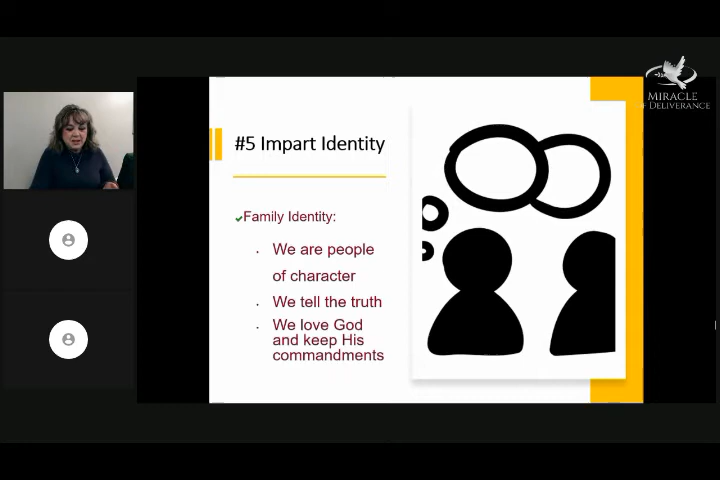 MIRACLE
OF DELIVERANCE
#5 Impart Identity
Family Identity:
We are people
of character
We tell the truth
We love God
and keep His
commandments